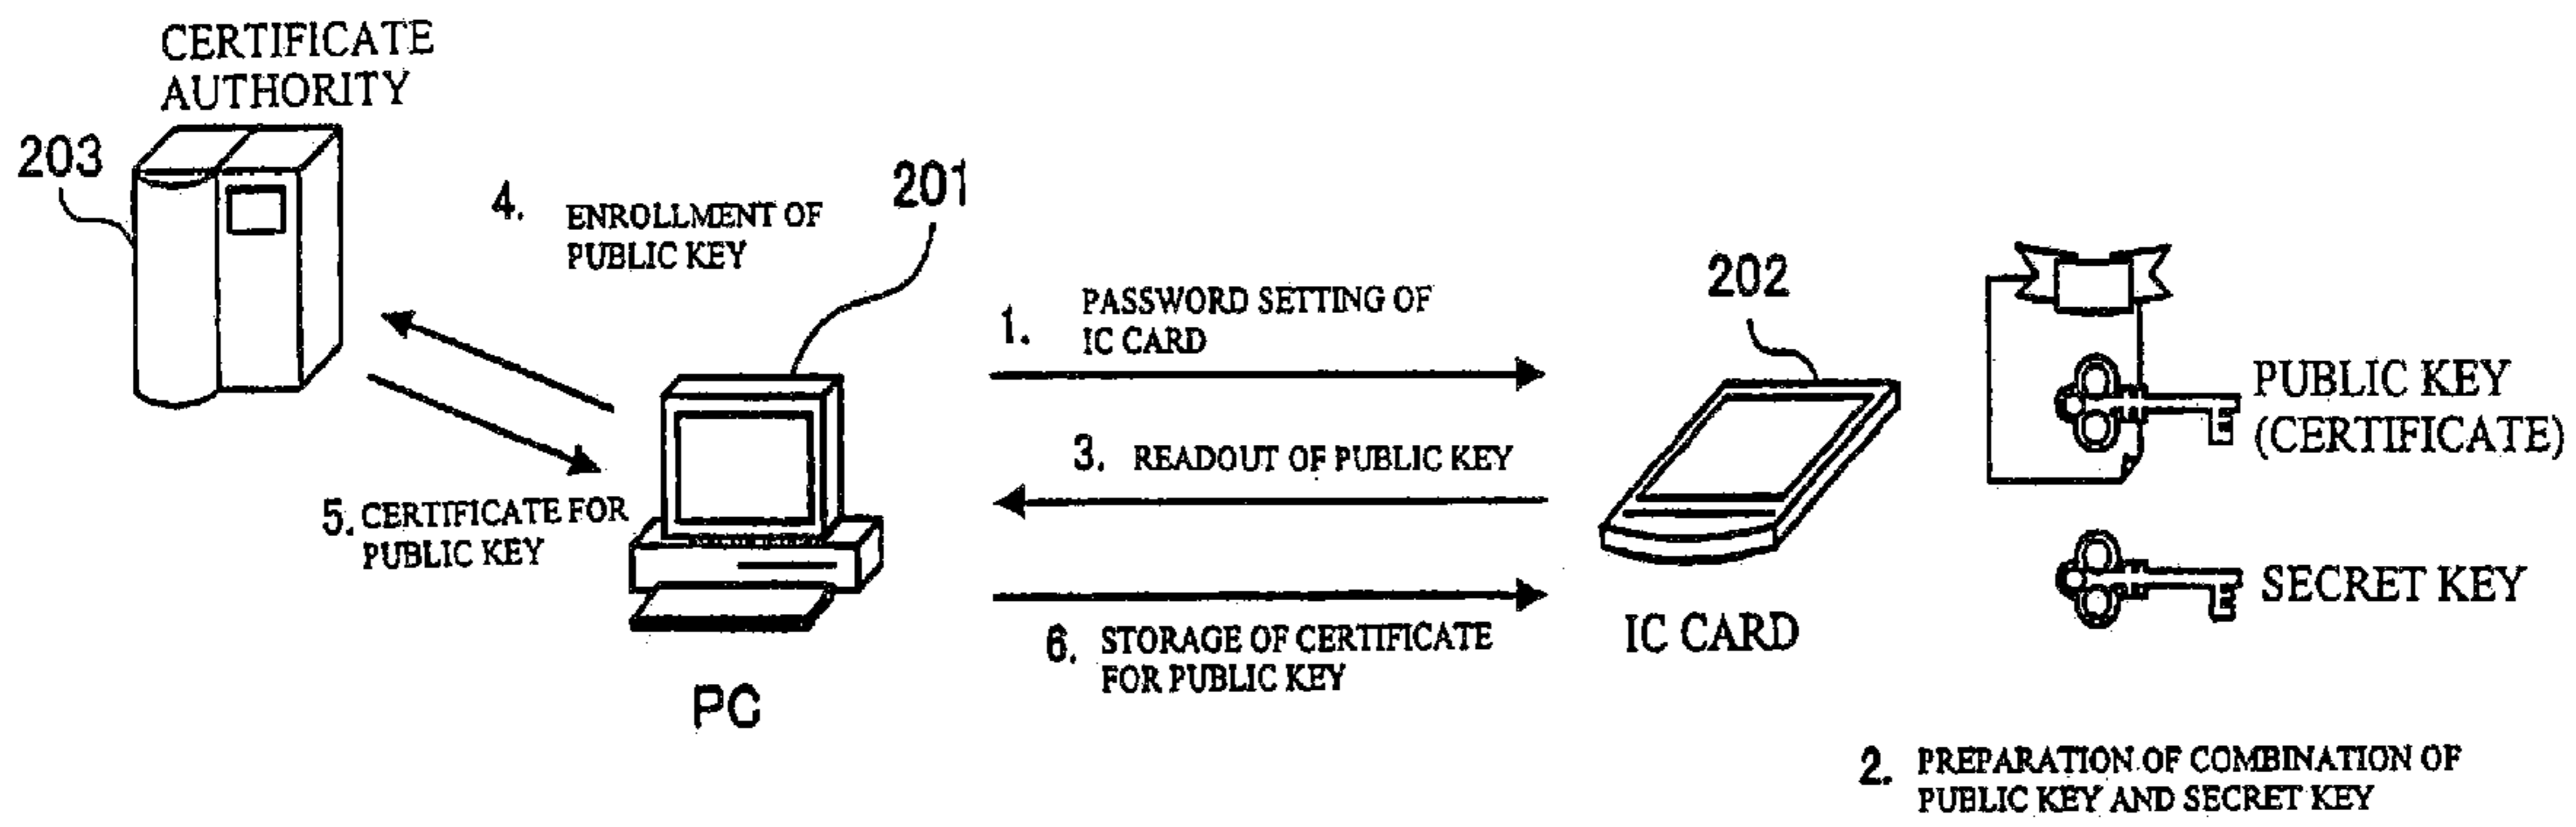 CERTIFICATE
AUTHORITY
203
4.
ENROLLMENT OF
PUBLIC KEY
201
1.
PASSWORD SETTING OF
IC CARD
202
3. READOUT OF PUBLIC KEY
PUBLIC KEY
(CERTIFICATE)
5. CERTIFICATE FOR
PUBLIC KEY
SECRET KEY
6. STORAGE OF CERTIFICATE
FOR PUBLIC KEY
IC CARD
PC
2. PREPARATION OF COMBINATION OF
PUBLIC KEY AND SECRET KEY